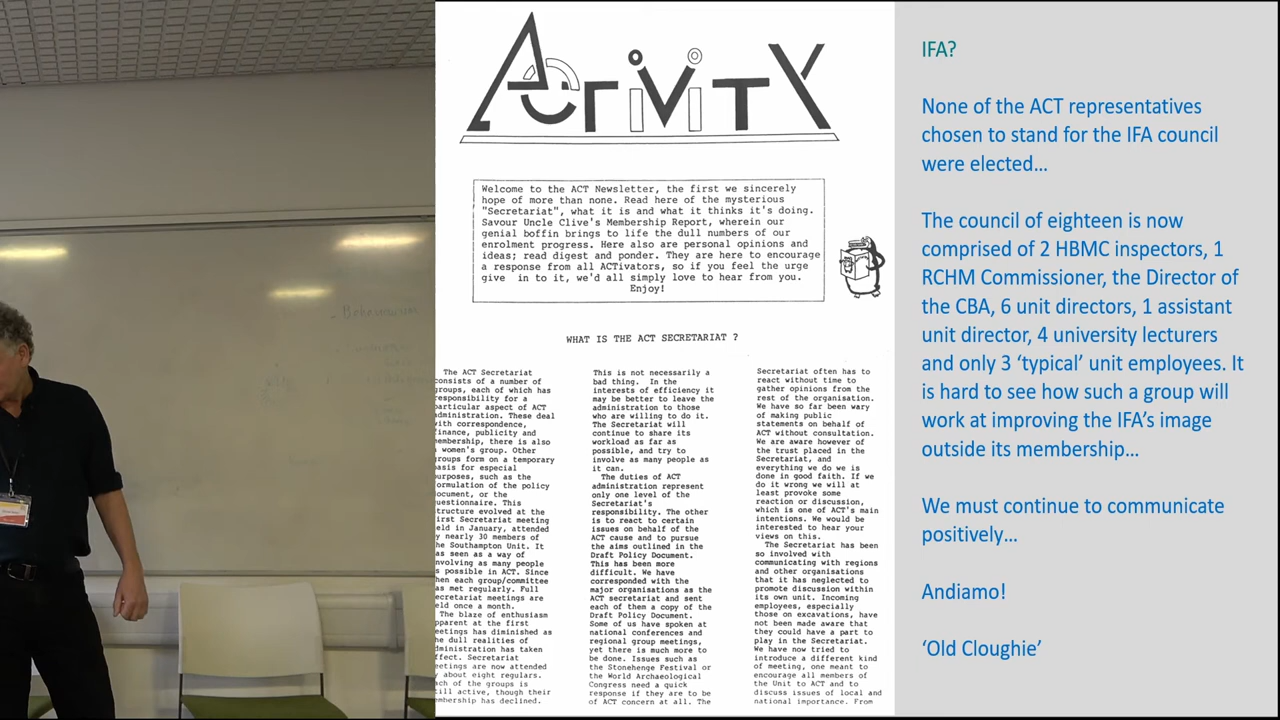 ACTIVITY
Welcome to the ACT Newsletter, the first we sincerely
hope of more than none. Read here of the mysterious
"Secretariat", what it is and what it thinks it's doing.
Savour Uncle Clive's Membership Report, wherein our
genial boffin brings to life the dull numbers of our
enrolment progress. Here also are personal opinions and
ideas; read digest and ponder. They are here to encourage
a response from all ACTivators, so if you feel the urge
give in to it, we'd all simply love to hear from you.
Enjoy!
WHAT IS THE ACT SECRETARIAT ?
The ACT Secretariat
consists of a number of
groups, each of which has
responsibility for a
particular aspect of ACT
administration. These deal
with correspondence,
finance, publicity and
membership, there is also
women's group. Other
groups form on a temporary
basis for especial
purposes, such as the
formulation of the policy
document, or the
questionnaire. This
structure evolved at the
first Secretariat meeting
held in January, attended
by nearly 30 members of
the Southampton Unit. It
was seen as a way of
involving as many people
as possible in ACT. Since
then each group/committee
has met regularly. Full
secretariat meetings are
held once a month.
The blaze of enthusiasm
apparent at the first
meetings has diminished as
the dull realities of
administration has taken
effect. Secretariat
meetings are now attended
by about eight regulars.
Each of the groups is
still active, though their
membership has declined.
This is not necessarily a
bad thing. In the
interests of efficiency it
may be better to leave the
administration to those
who are willing to do it.
The Secretariat will
continue to share its
workload as far as
possible, and try to
involve as many people as
it can.
The duties of ACT
administration represent
only one level of the
Secretariat's
responsibility. The other
is to react to certain
issues on behalf of the
ACT cause and to pursue
the aims outlined in the
Draft Policy Document.
This has been more
difficult. We have
corresponded with the
major organisations as the
ACT secretariat and sent
each of them a copy of the
Draft Policy Document.
Some of us have spoken at
national conferences and
regional group meetings,
yet there is much more to
be done. Issues such as
the Stonehenge Festival or
the World Archaeological
Congress need a quick
response if they are to be
of ACT concern at all. The
Secretariat often has to
react without time to
gather opinions from the
rest of the organisation.
We have so far been wary
of making public
statements on behalf of
ACT without consultation.
We are aware however of
the trust placed in the
Secretariat, and
everything we do we is
done in good faith. If we
do it wrong we will at
least provoke some
reaction or discussion,
which is one of ACT's main
intentions. We would be
interested to hear your
views on this.
The Secretariat has been
so involved with
communicating with regions
and other organisations
that it has neglected to
promote discussion within
its own unit. Incoming
employees, especially
those on excavations, have
not been made aware that
they could have a part to
play in the Secretariat.
We have now tried to
introduce a different kind
of meeting, one meant to
encourage all members of
the Unit to ACT and to
discuss issues of local and
national importance. From
IFA?
None of the ACT representatives
chosen to stand for the IFA council
were elected…
The council of eighteen is now
comprised of 2 HBMC inspectors, 1
RCHM Commissioner, the Director of
the CBA, 6 unit directors, 1 assistant
unit director, 4 university lecturers
and only 3 ‘typical’ unit employees. It
is hard to see how such a group will
work at improving the IFA’s image
outside its membership…
We must continue to communicate
positively…
Andiamo!
‘Old Cloughie’